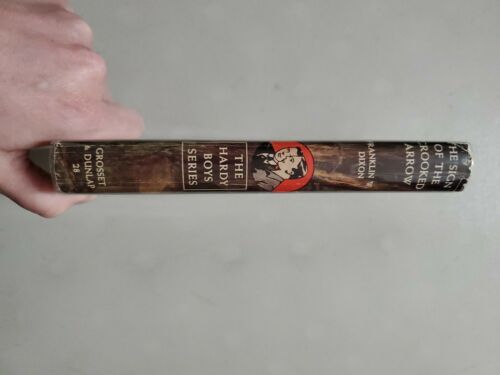 THE SIGN
OF THE
CROOKED
ARROW
FRANKLIN W.
DIXON
THE
HARDY
BOYS
SERIES
GROSSET
& DUNLAP
28